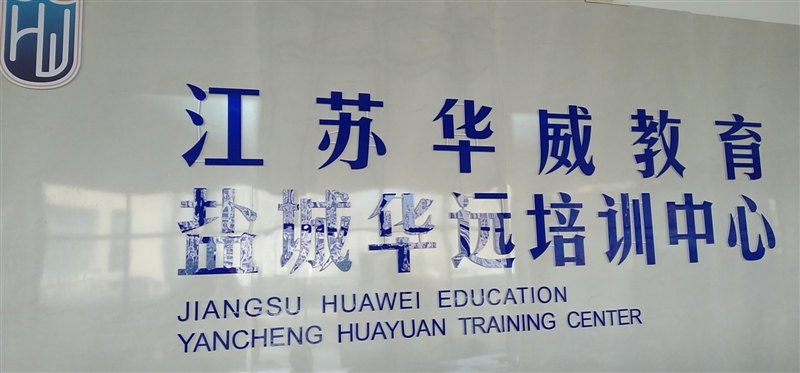 HW
江苏华威教育
盐城华远培训中心
JIANGSU HUAWEI EDUCATION
YANCHENG HUAYUAN TRAINING CENTER